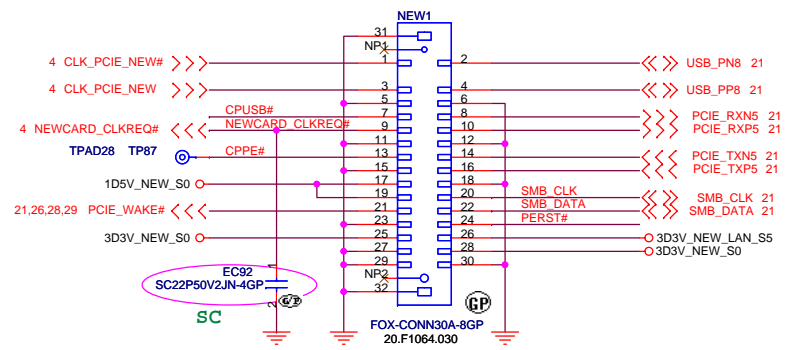 NEW1
31
NP1
4 CLK_PCIE_NEW# 1 2 USB_PN8 21
4 CLK_PCIE_NEW 3 4 USB_PP8 21
5 6
CPUSB# 7 8 PCIE_RXN5 21
4 NEWCARD_CLKREQ# NEWCARD_CLKREQ# 9 10 PCIE_RXP5 21
11 12
TPAD28 TP87 CPPE# 13 14 PCIE_TXN5 21
15 16 PCIE_TXP5 21
1D5V_NEW_S0 17 18
19 20 SMB_CLK SMB_CLK 21
21,26,28,29 PCIE_WAKE# 21 22 SMB_DATA SMB_DATA 21
23 24 PERST#
3D3V_NEW_S0 25 26 3D3V_NEW_LAN_S5
27 28 3D3V_NEW_S0
29 30
NP2
32
1
EC92
SC22P50V2JN-4GP
2
G/P
SC
GP
FOX-CONN30A-8GP
20.F1064.030